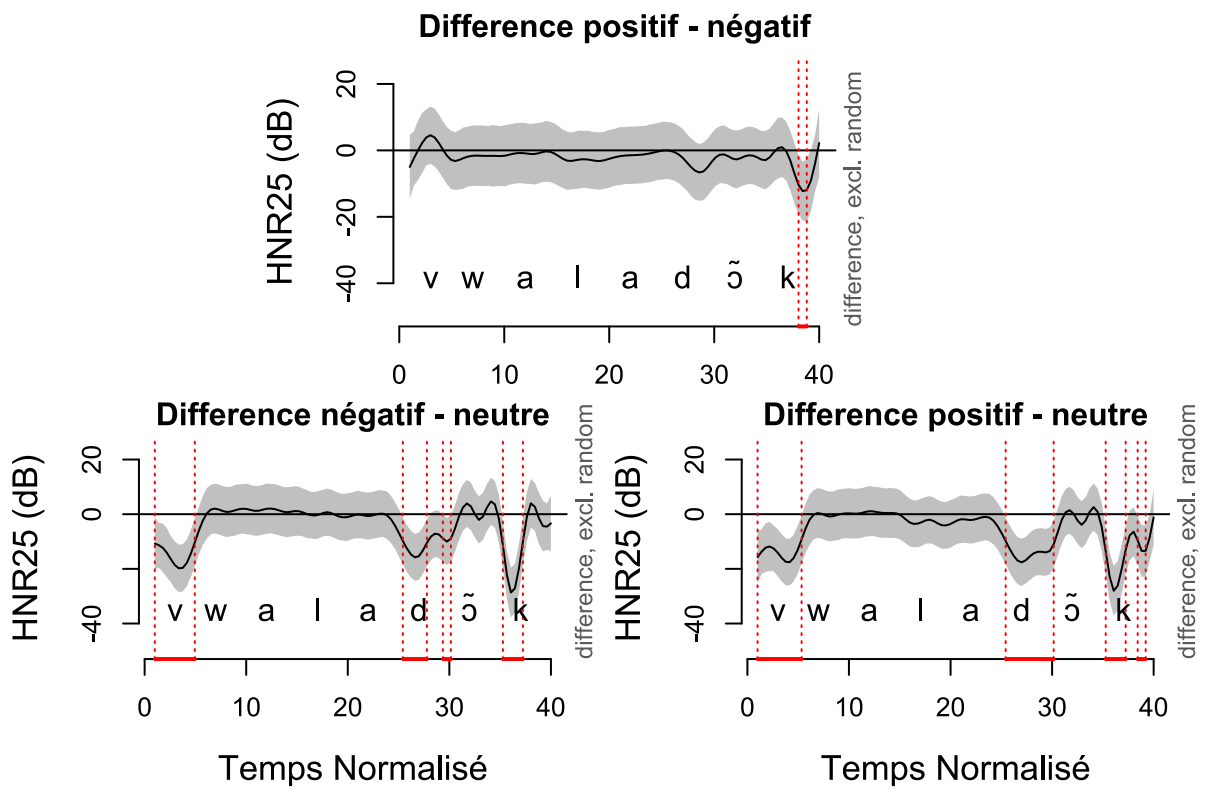 Difference positif - négatif
HNR25 (dB)
20
0
-20
-40
v w a l a d ɔ̃ k
difference, excl. random
0 10 20 30 40
Difference négatif - neutre
HNR25 (dB)
20
0
-40
v w a l a d ɔ̃ k
difference, excl. random
0 10 20 30 40
Temps Normalisé
Difference positif - neutre
HNR25 (dB)
20
0
-40
v w a l a d ɔ̃ k
difference, excl. random
0 10 20 30 40
Temps Normalisé